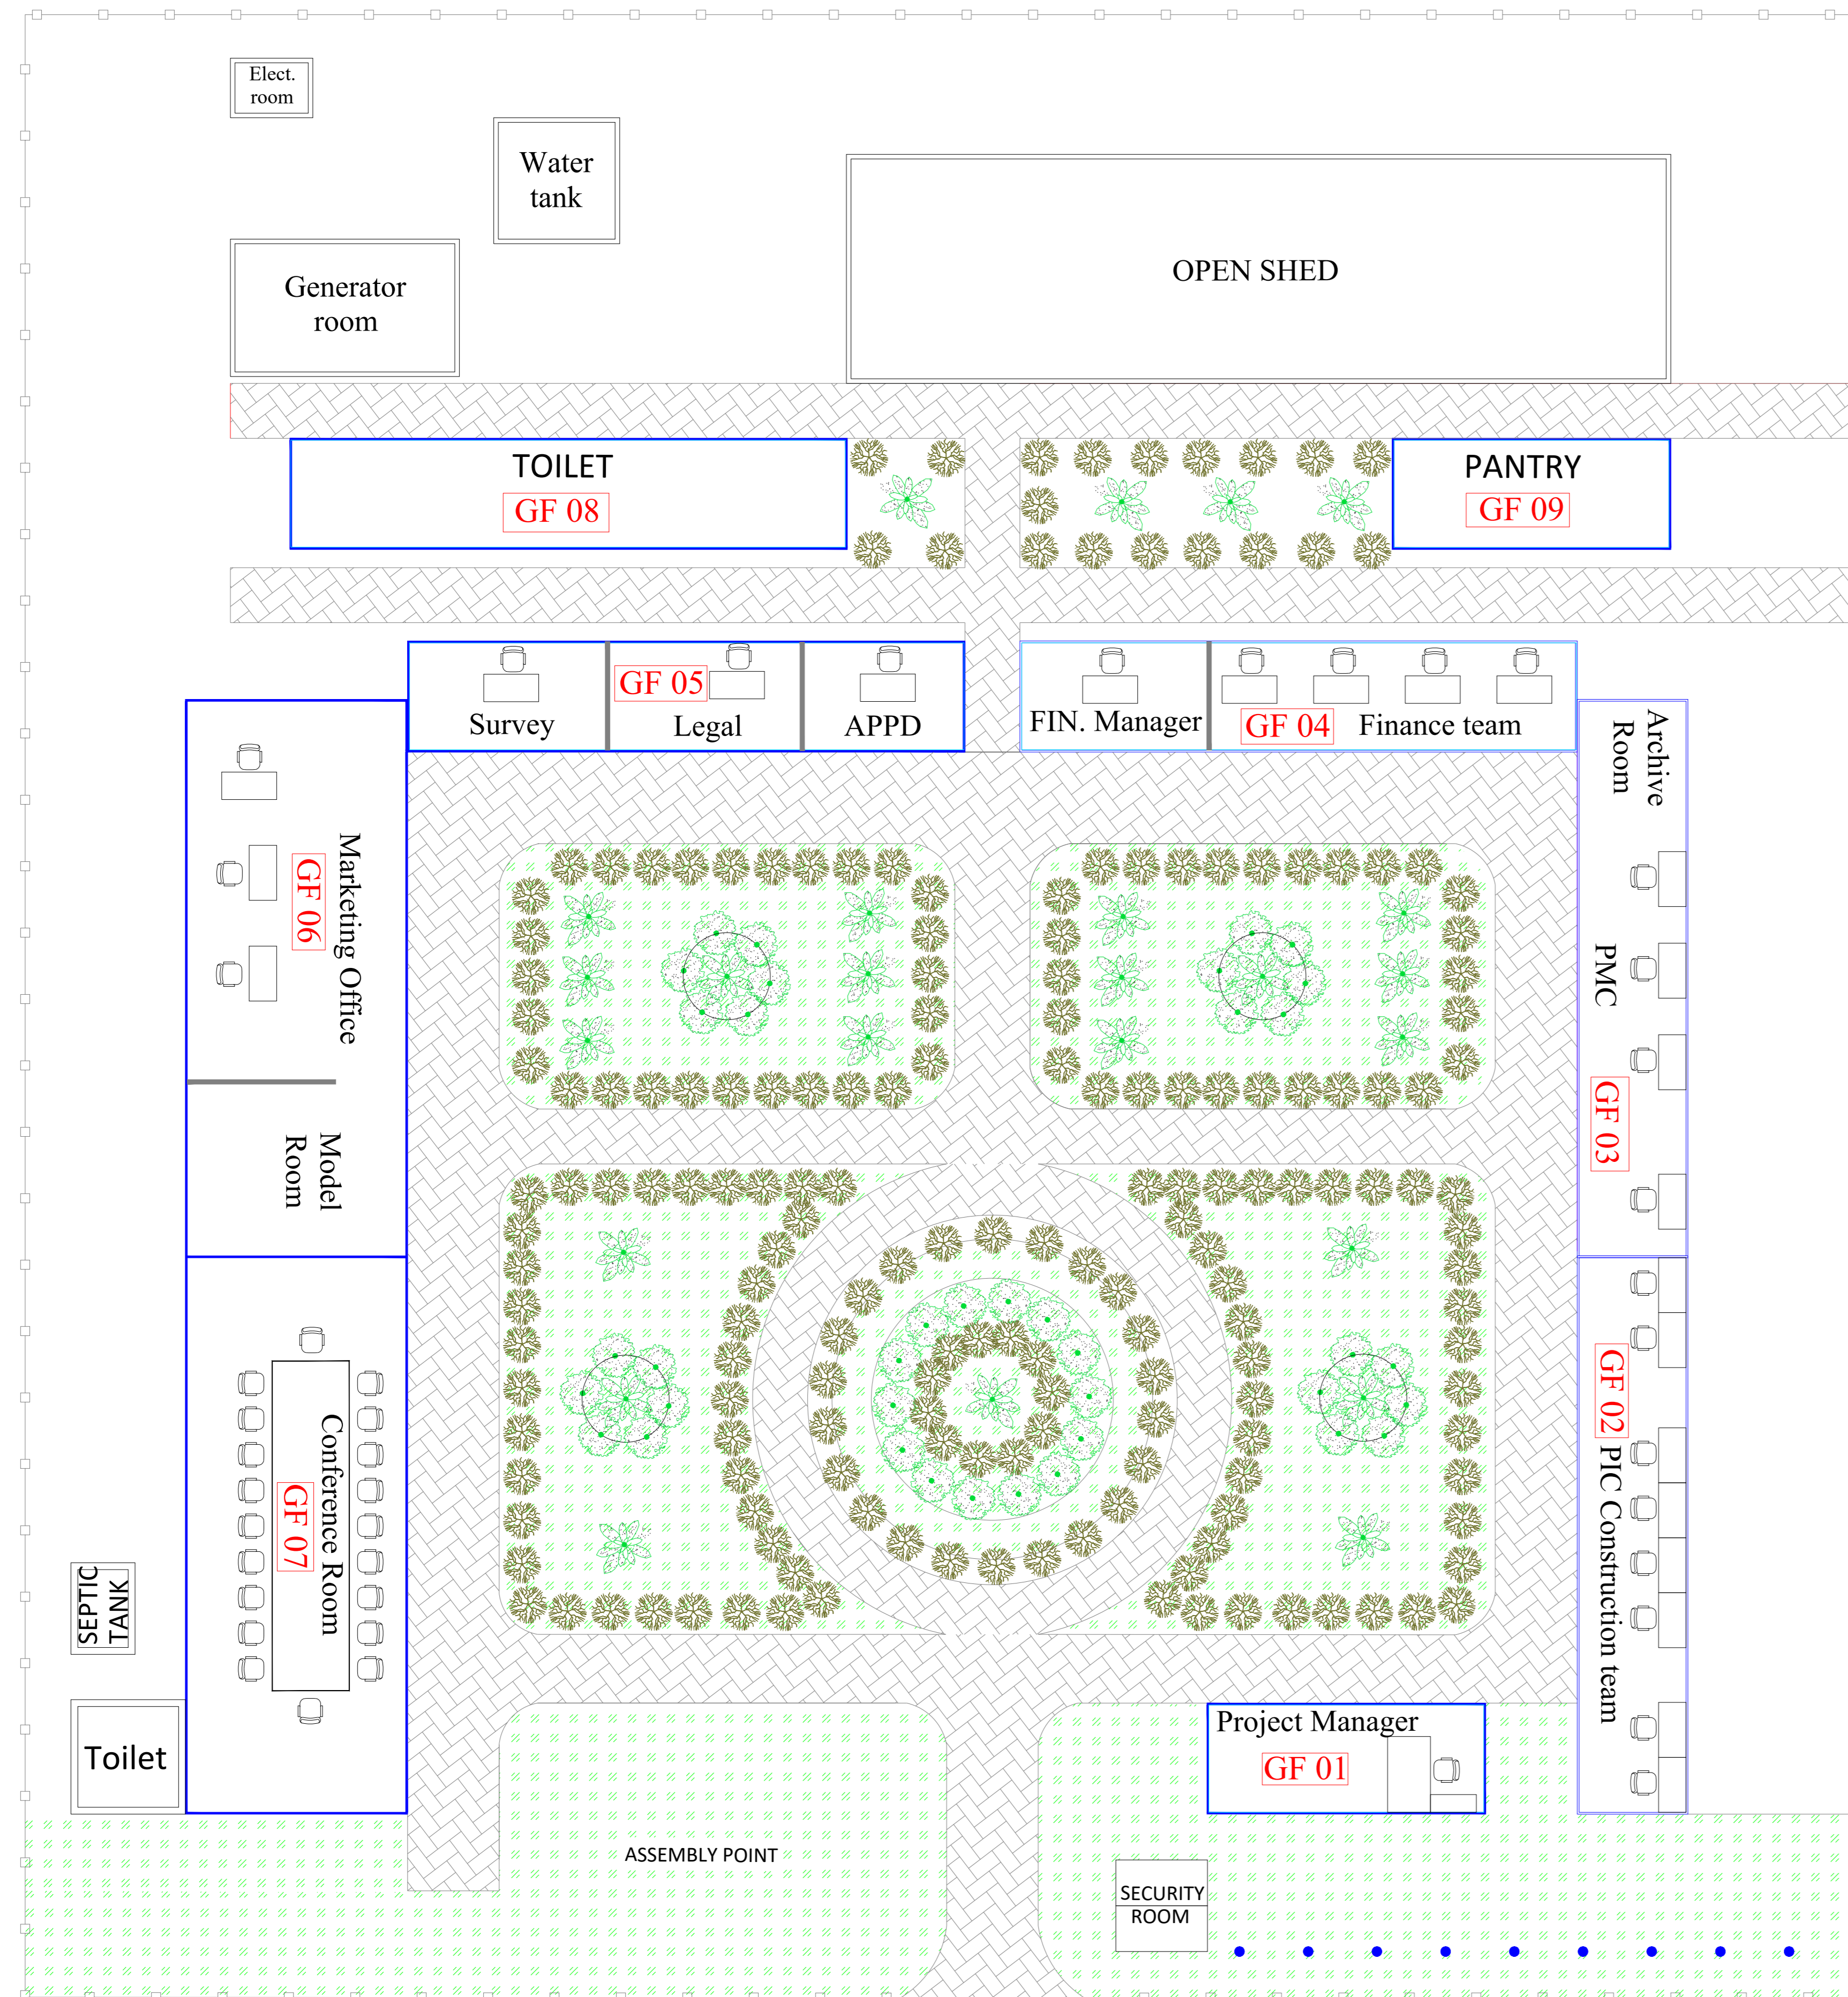 Elect.
room
Water
tank
Generator
room
OPEN SHED
TOILET
GF 08
PANTRY
GF 09
GF 05
Survey
Legal
APPD
FIN. Manager
GF 04
Finance team
Archive
Room
Marketing Office
GF 06
PMC
GF 03
Model
Room
Conference Room
GF 07
GF 02
PIC Construction team
SEPTIC
TANK
Toilet
Project Manager
GF 01
ASSEMBLY POINT
SECURITY
ROOM